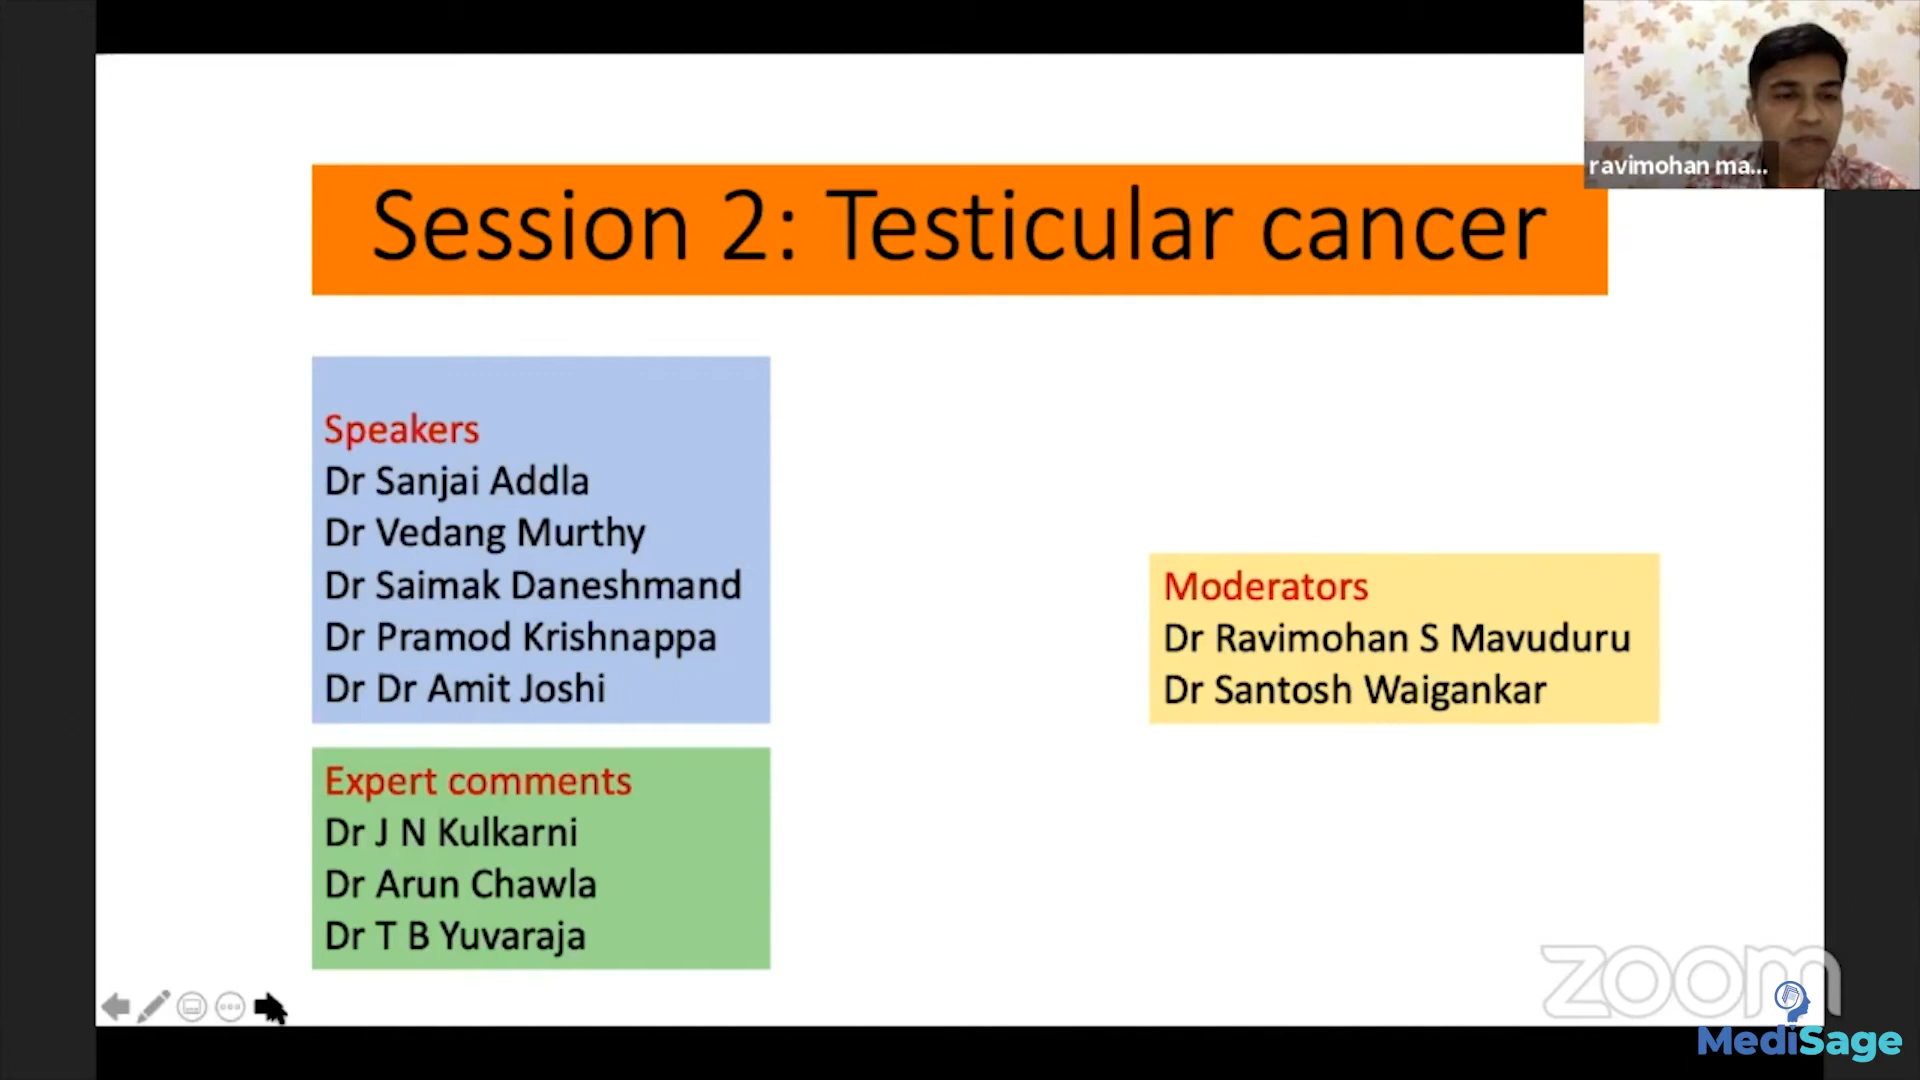 ravimohan ma...
Session 2: Testicular cancer
Speakers
Dr Sanjai Addla
Dr Vedang Murthy
Dr Saimak Daneshmand
Dr Pramod Krishnappa
Dr Dr Amit Joshi
Moderators
Dr Ravimohan S Mavuduru
Dr Santosh Waigankar
Expert comments
Dr J N Kulkarni
Dr Arun Chawla
Dr T B Yuvaraja
zoom
MediSage